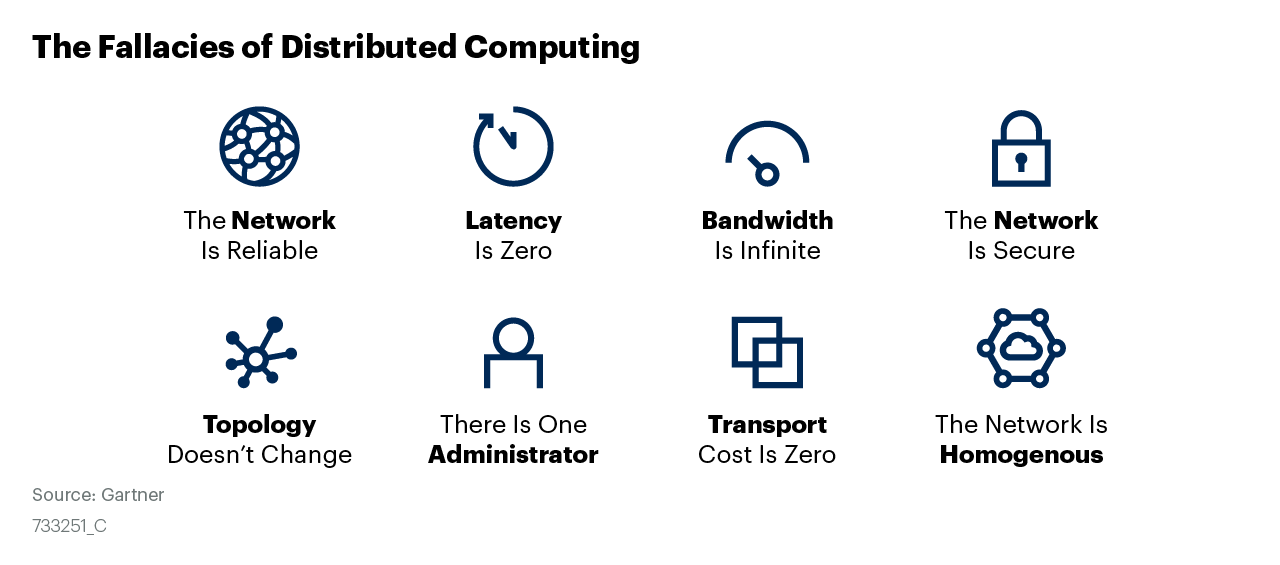 The Fallacies of Distributed Computing
The Network
Is Reliable
Latency
Is Zero
Bandwidth
Is Infinite
The Network
Is Secure
Topology
Doesn’t Change
There Is One
Administrator
Transport
Cost Is Zero
The Network Is
Homogenous
Source: Gartner
733251_C